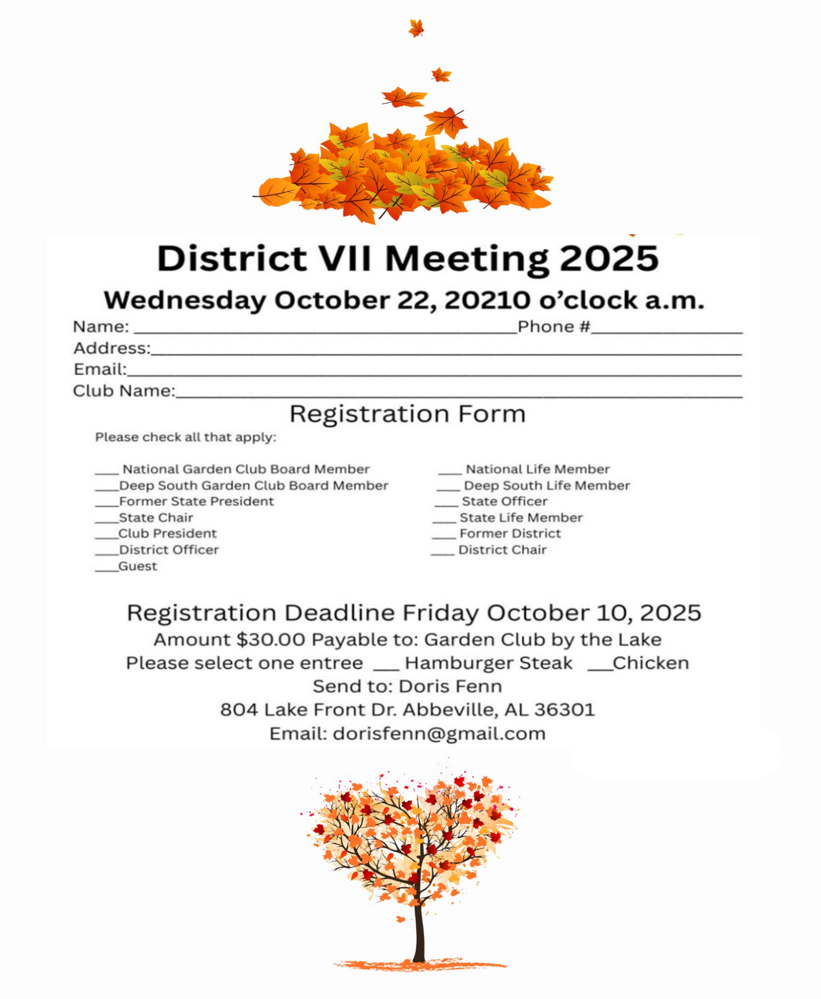 District VII Meeting 2025
Wednesday October 22, 20210 o’clock a.m.
Name: ______________________________Phone #____________
Address:______________________________________________
Email:________________________________________________
Club Name:____________________________________________
Registration Form
Please check all that apply:
___ National Garden Club Board Member ___ National Life Member
___Deep South Garden Club Board Member ___ Deep South Life Member
___Former State President ___ State Officer
___State Chair ___ State Life Member
___Club President ___ Former District
___District Officer ___ District Chair
___Guest
Registration Deadline Friday October 10, 2025
Amount $30.00 Payable to: Garden Club by the Lake
Please select one entree ___ Hamburger Steak ___Chicken
Send to: Doris Fenn
804 Lake Front Dr. Abbeville, AL 36301
Email: dorisfenn@gmail.com